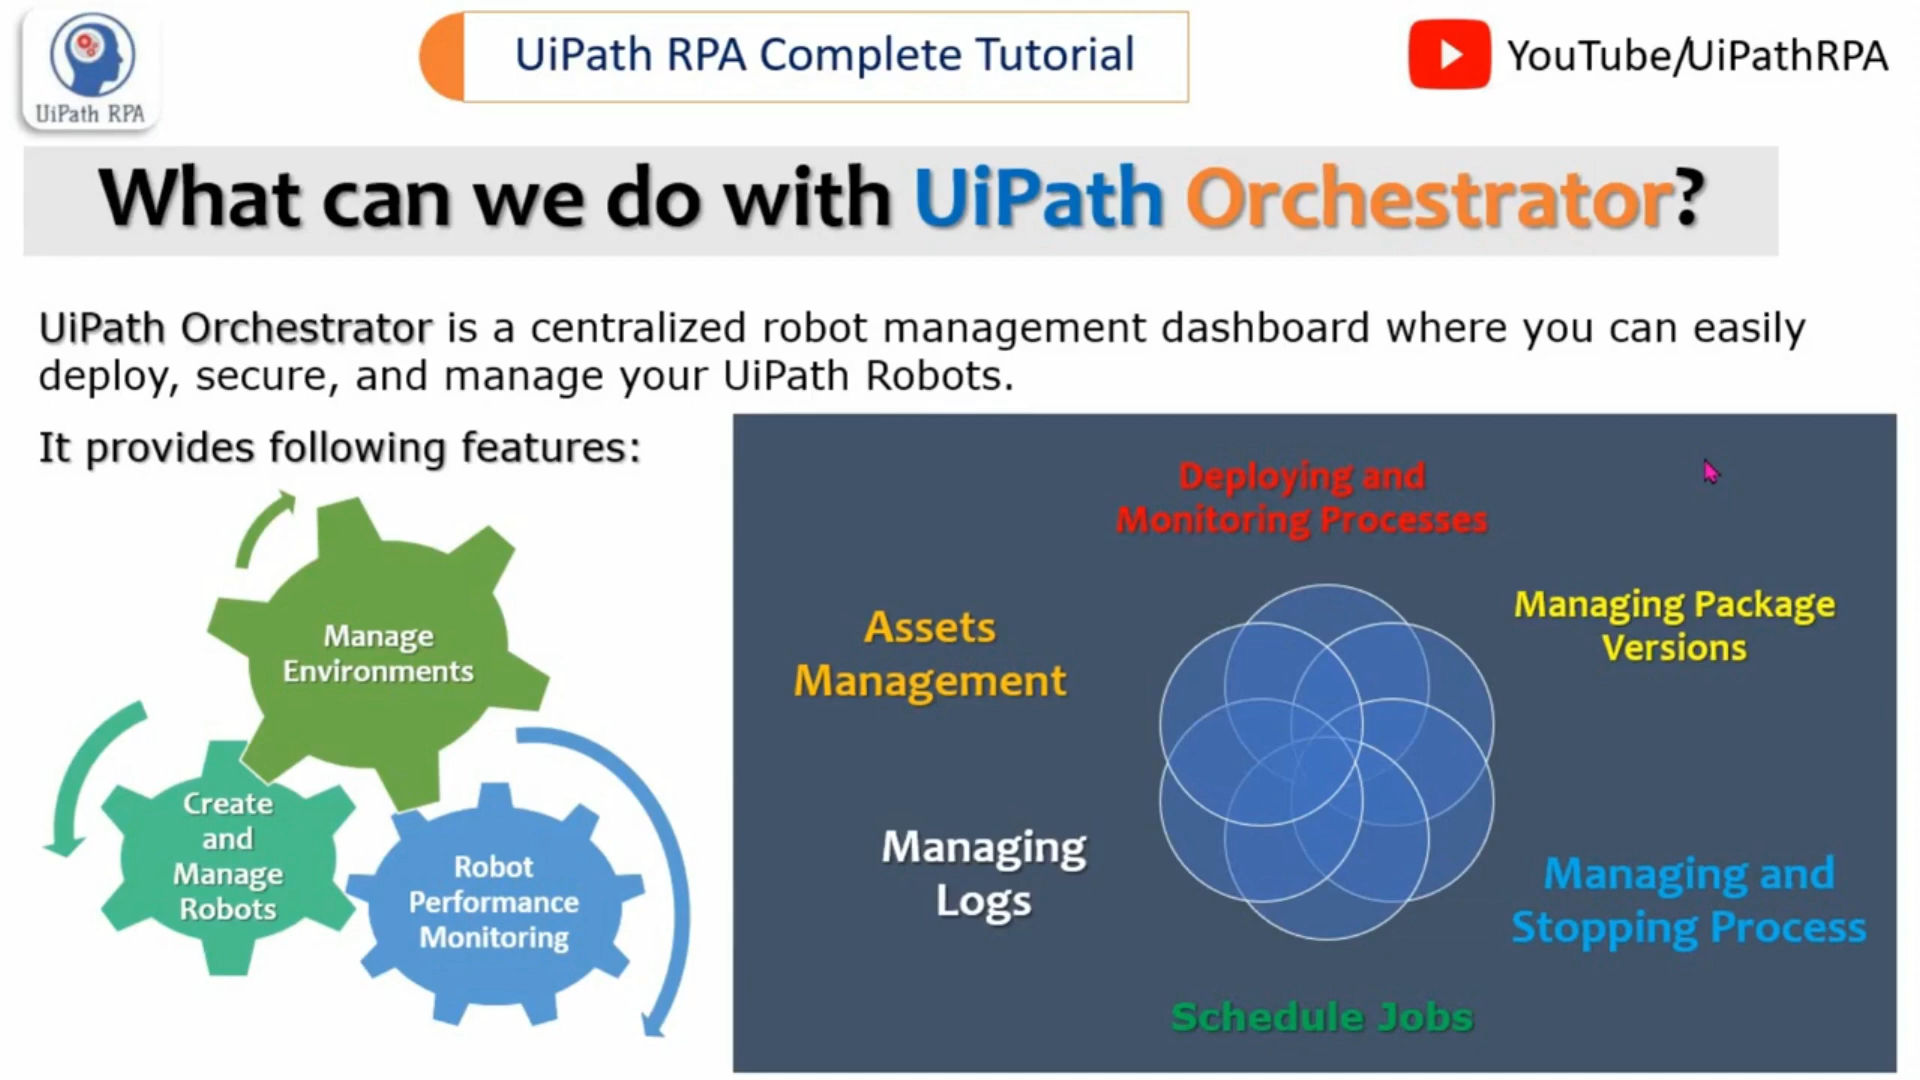 UiPath RPA
UiPath RPA Complete Tutorial
YouTube/UiPathRPA
What can we do with UiPath Orchestrator?
UiPath Orchestrator is a centralized robot management dashboard where you can easily
deploy, secure, and manage your UiPath Robots.
It provides following features:
Manage
Environments
Create
and
Manage
Robots
Robot
Performance
Monitoring
Deploying and
Monitoring Processes
Managing Package
Versions
Assets
Management
Managing
Logs
Managing and
Stopping Process
Schedule Jobs